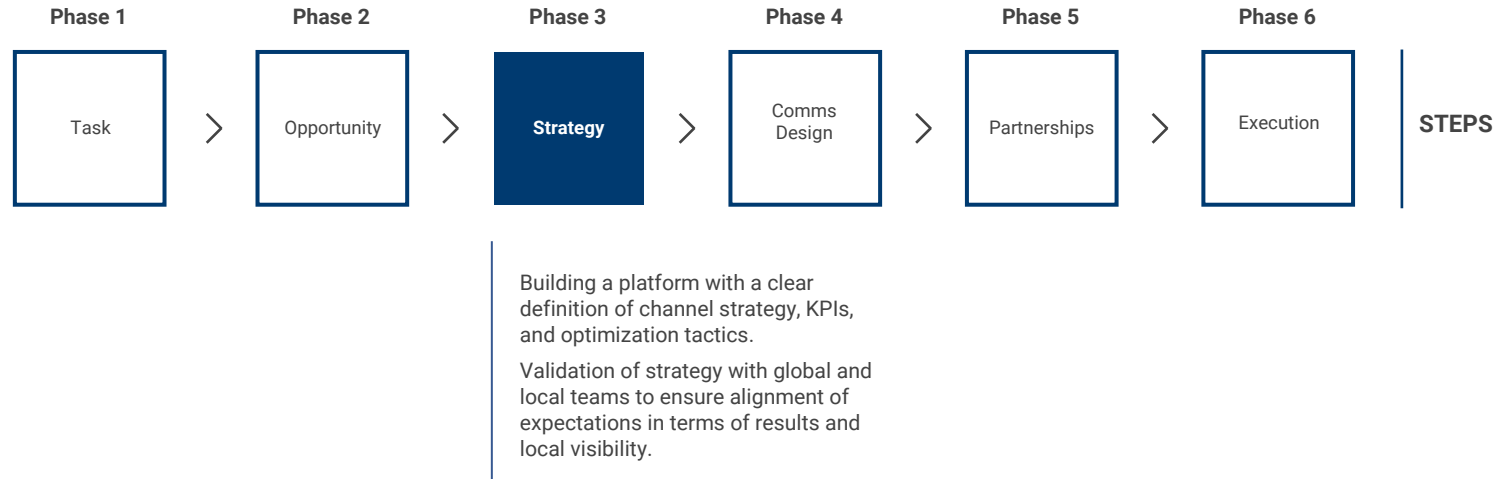 Phase 1
Phase 2
Phase 3
Phase 4
Phase 5
Phase 6
Task
Opportunity
Strategy
Comms
Design
Partnerships
Execution
STEPS
Building a platform with a clear
definition of channel strategy, KPIs,
and optimization tactics.
Validation of strategy with global and
local teams to ensure alignment of
expectations in terms of results and
local visibility.